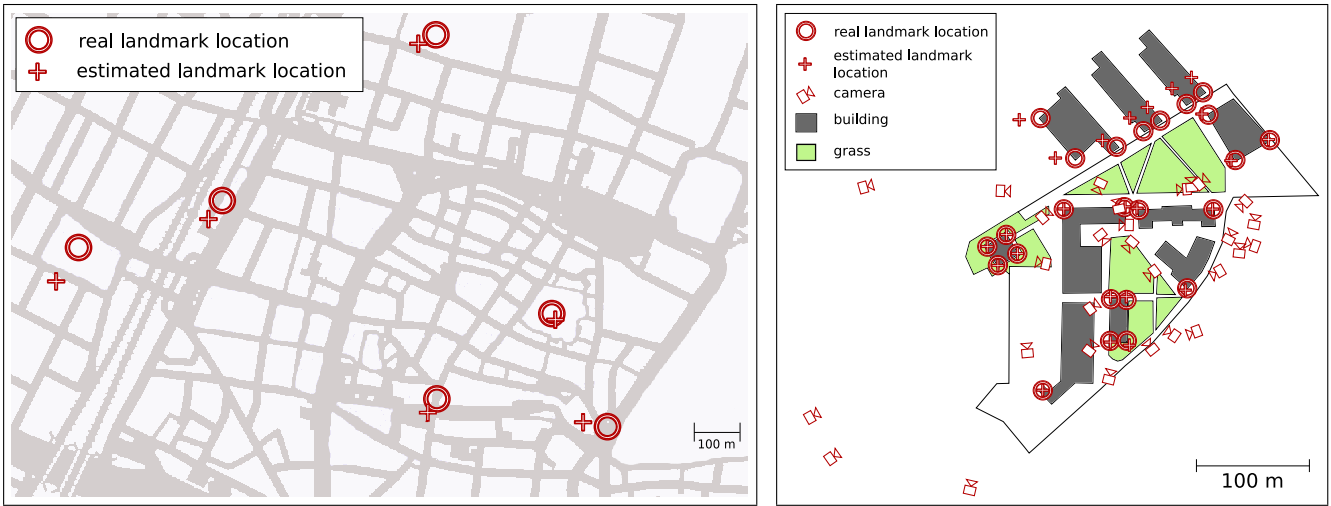 real landmark location
estimated landmark location
100 m
real landmark location
estimated landmark
location
camera
building
grass
100 m